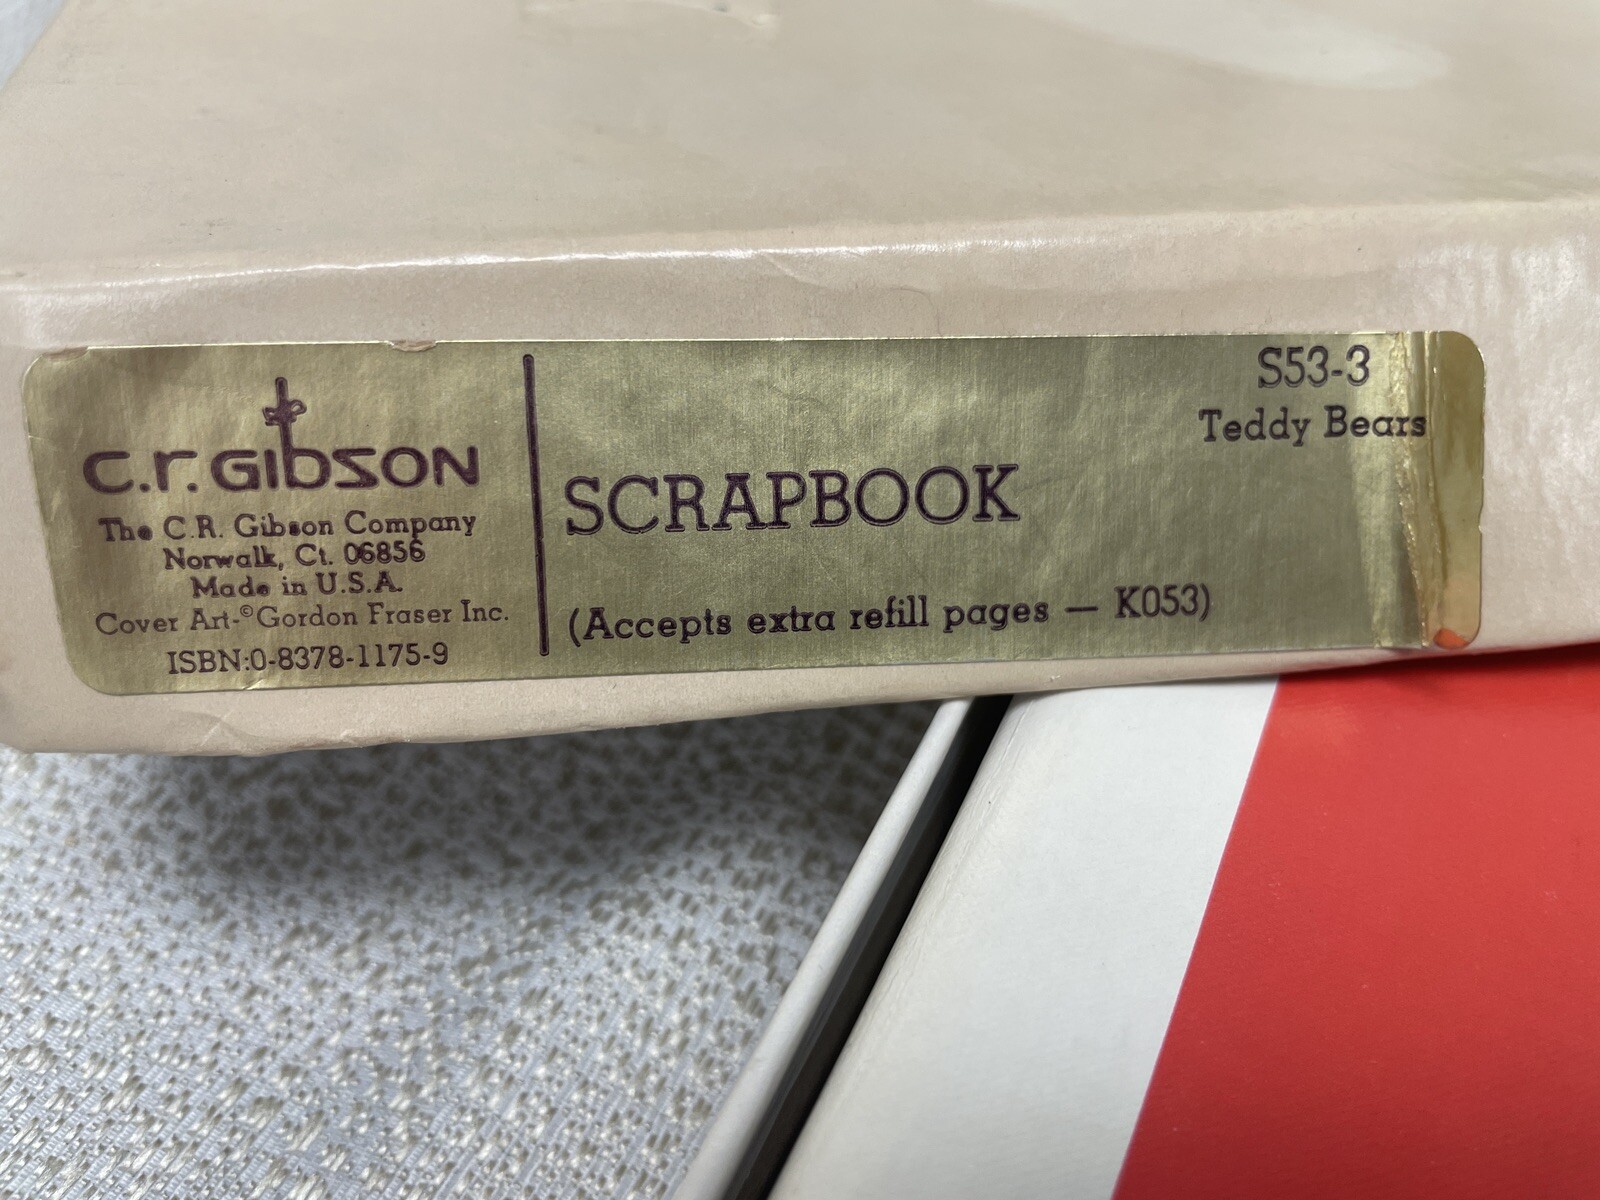 c.r. GIBSON
The C.R. Gibson Company
Norwalk, Ct. 06856
Made in U.S.A.
Cover Art-©Gordon Fraser Inc.
ISBN:0-8378-1175-9
S53-3
Teddy Bears
SCRAPBOOK
(Accepts extra refill pages — K053)